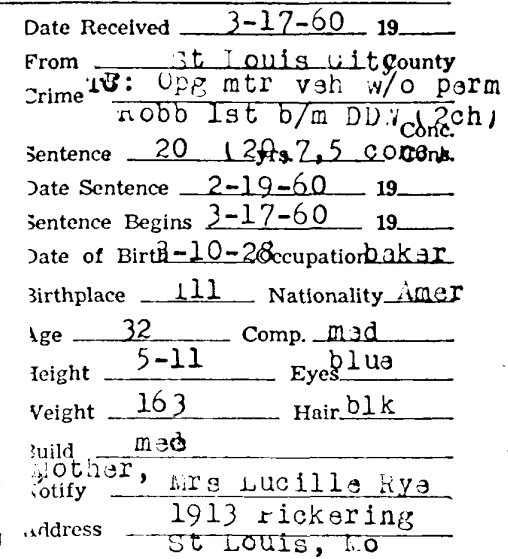 Date Received 3-17-60 19
From St Louis City County
Crime TC: Opg mtr veh w/o perm
Robb 1st b/m DDW (2ch)
Conc.
Sentence 20 (20, 7, 5 conc) yrs. Cons.
Date Sentence 2-19-60 19
Sentence Begins 3-17-60 19
Date of Birth 3-10-28 Occupation baker
Birthplace Ill Nationality Amer
Age 32 Comp. med
Height 5-11 Eyes blue
Weight 163 Hair blk
Build med
Mother,
Notify Mrs Lucille Rye
1913 Pickering
Address St Louis, Mo